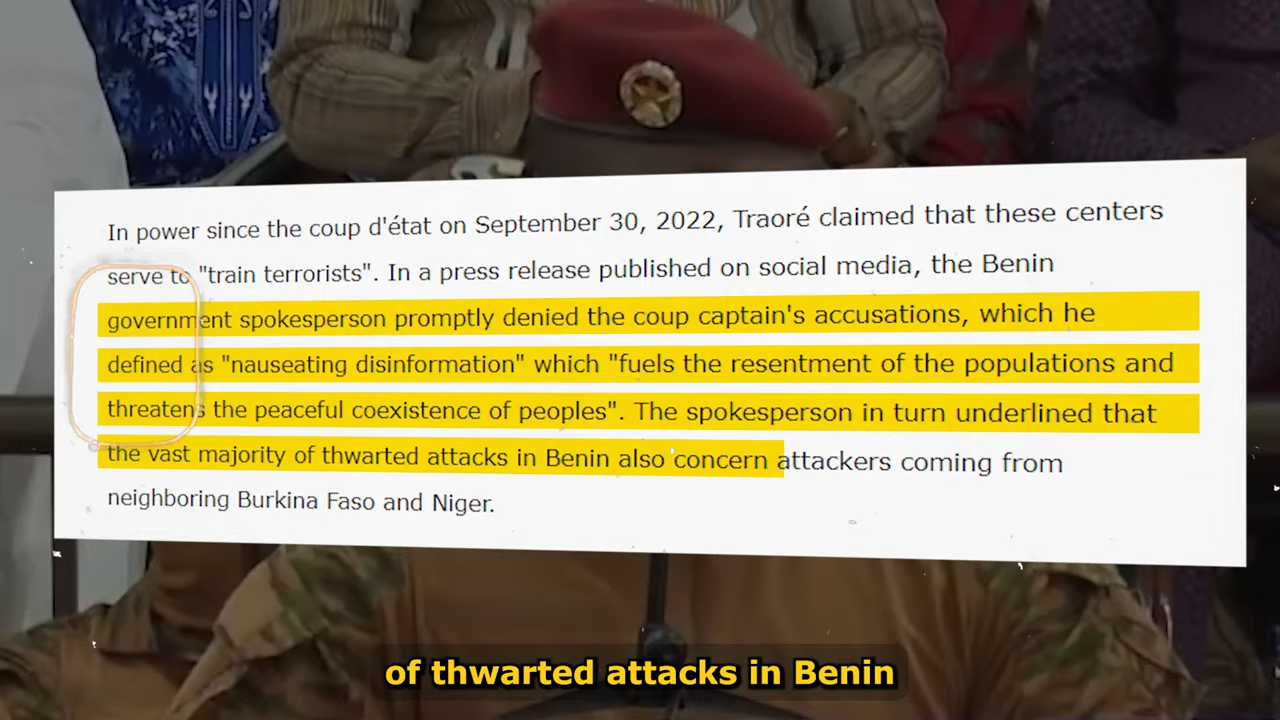 In power since the coup d'état on September 30, 2022, Traoré claimed that these centers
serve to "train terrorists". In a press release published on social media, the Benin
government spokesperson promptly denied the coup captain's accusations, which he
defined as "nauseating disinformation" which "fuels the resentment of the populations and
threatens the peaceful coexistence of peoples". The spokesperson in turn underlined that
the vast majority of thwarted attacks in Benin also concern attackers coming from
neighboring Burkina Faso and Niger.
of thwarted attacks in Benin